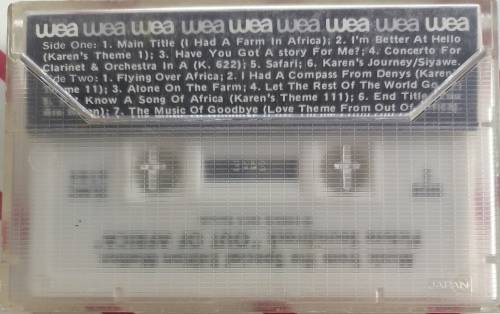 wea wea wea wea wea wea wea wea wea
Side One: 1. Main Title (I Had A Farm In Africa); 2. I'm Better At Hello
(Karen's Theme 1); 3. Have You Got A story For Me?; 4. Concerto For
Clarinet & Orchestra In A (K. 622); 5. Safari; 6. Karen's Journey/Siyawe.
Side Two: 1. Flying Over Africa; 2. I Had A Compass From Denys (Karen
Theme 11); 3. Alone On The Farm; 4. Let The Rest Of The World Go
Know A Song Of Africa (Karen's Theme 111); 6. End Title
7. The Music Of Goodbye (Love Theme From Out Of
"OUT OF AFRICA"
JAPAN